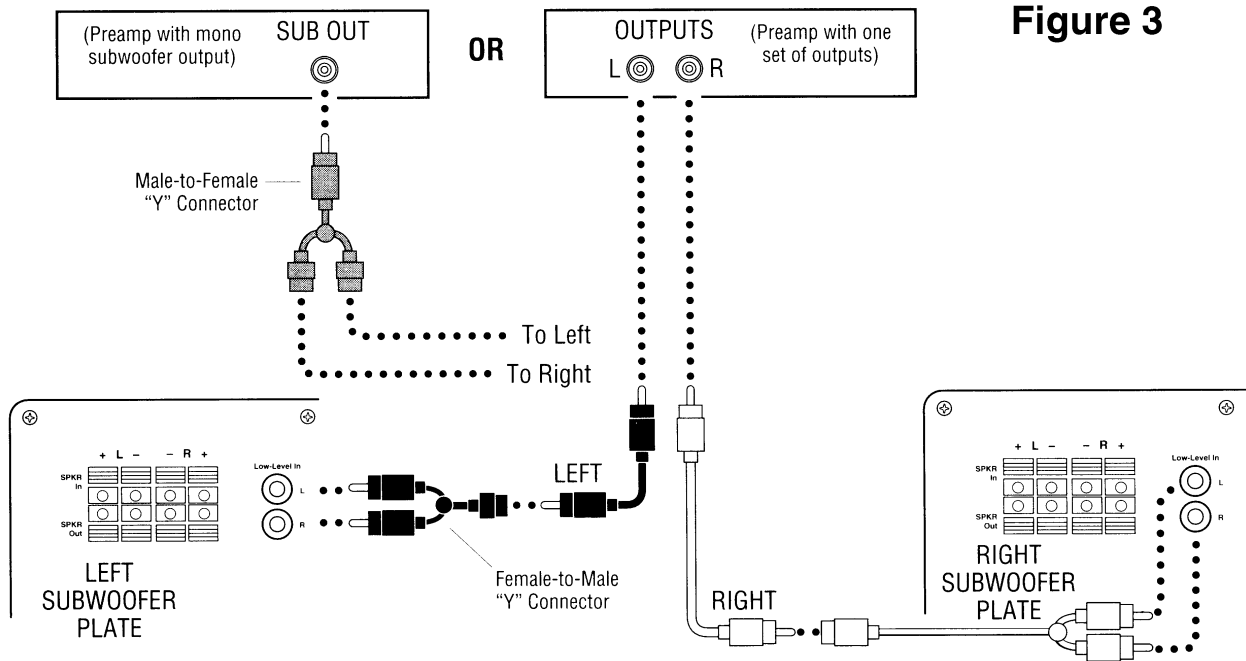 Figure 3
(Preamp with mono
subwoofer output)
SUB OUT
OR
OUTPUTS
L
R
(Preamp with one
set of outputs)
Male-to-Female
“Y” Connector
To Left
To Right
+ L – – R +
SPKR
In
SPKR
Out
Low-Level In
L
R
LEFT
SUBWOOFER
PLATE
LEFT
Female-to-Male
“Y” Connector
RIGHT
+ L – – R +
SPKR
In
SPKR
Out
Low-Level In
L
R
RIGHT
SUBWOOFER
PLATE